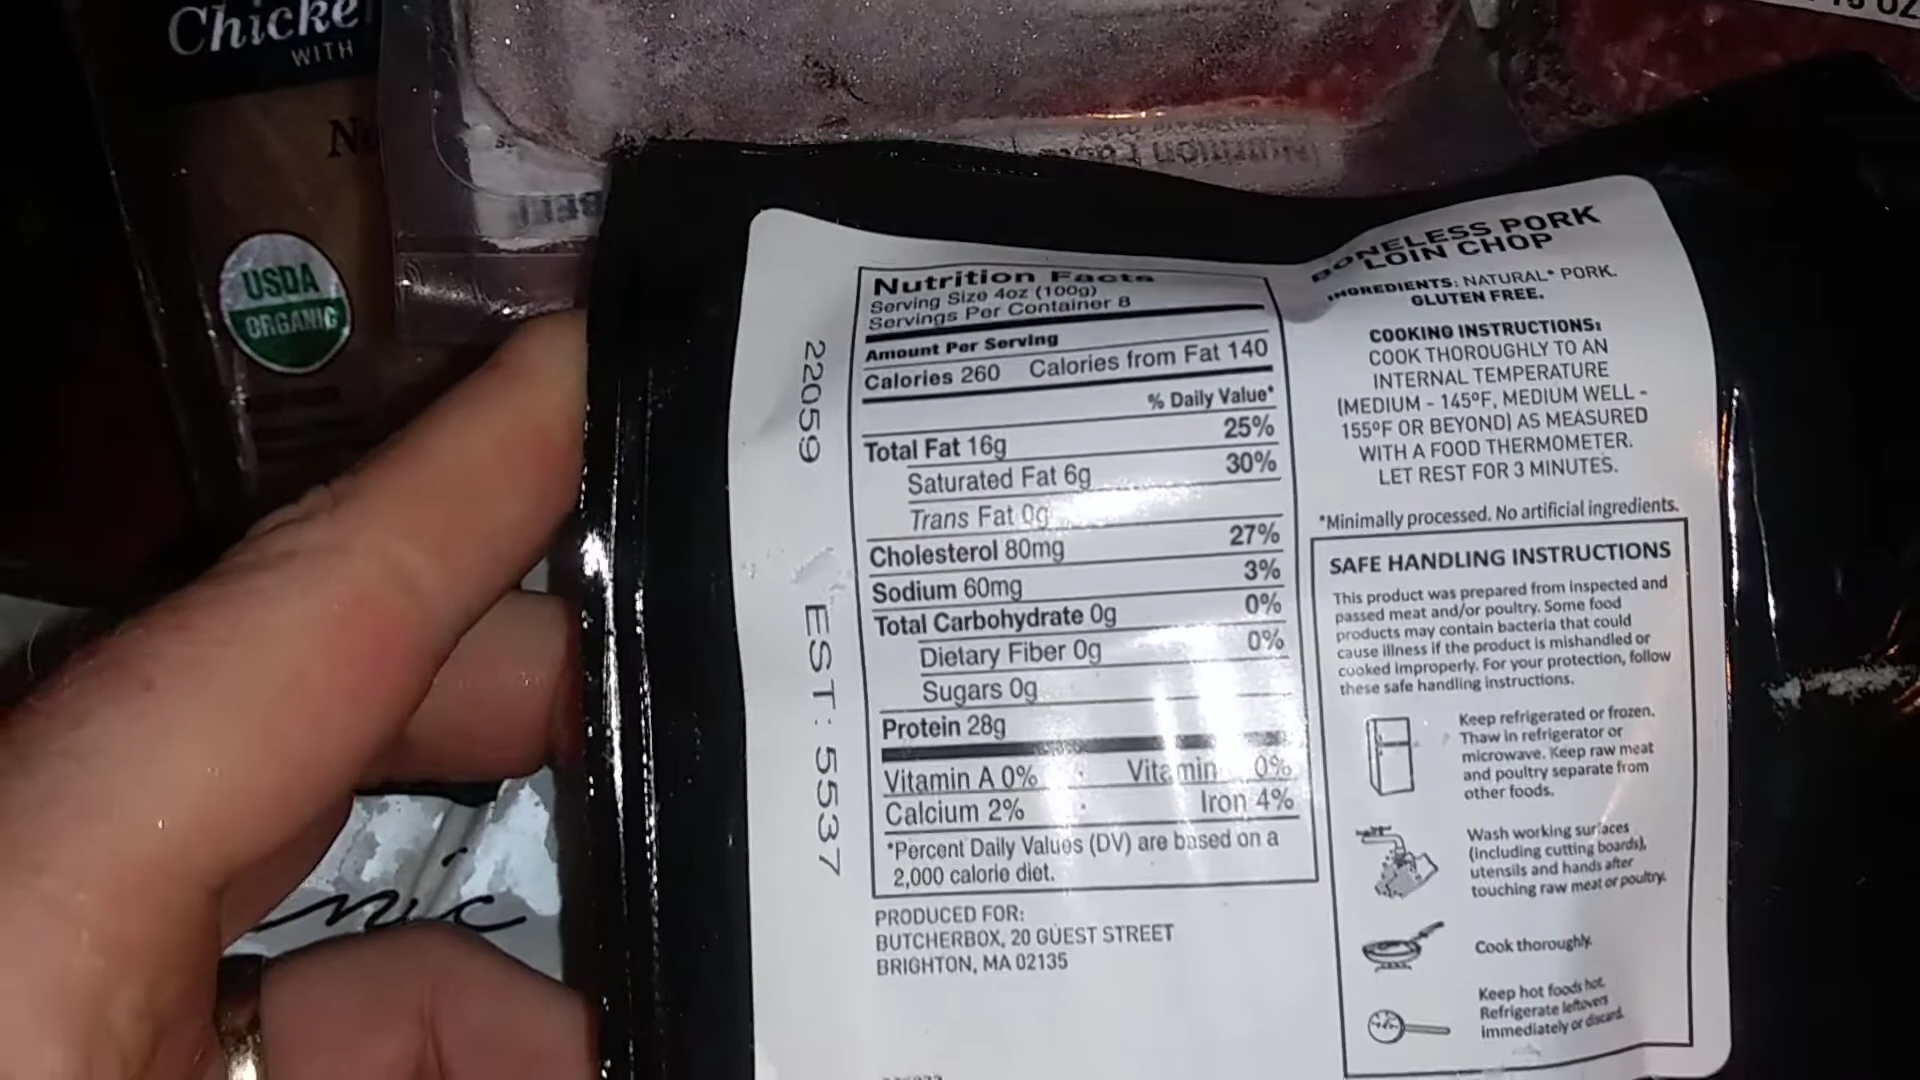 Chicke
WITH
USDA
ORGANIC
BEEF
22059
EST: 5537
Nutrition Facts
Serving Size 4oz (100g)
Servings Per Container 8
Amount Per Serving
Calories 260 Calories from Fat 140
% Daily Value*
Total Fat 16g 25%
Saturated Fat 6g 30%
Trans Fat 0g
Cholesterol 80mg 27%
Sodium 60mg 3%
Total Carbohydrate 0g 0%
Dietary Fiber 0g 0%
Sugars 0g
Protein 28g
Vitamin A 0% · Vitamin 0%
Calcium 2% · Iron 4%
*Percent Daily Values (DV) are based on a
2,000 calorie diet.
PRODUCED FOR:
BUTCHERBOX, 20 GUEST STREET
BRIGHTON, MA 02135
BONELESS PORK
LOIN CHOP
INGREDIENTS: NATURAL* PORK.
GLUTEN FREE.
COOKING INSTRUCTIONS:
COOK THOROUGHLY TO AN
INTERNAL TEMPERATURE
(MEDIUM - 145ºF, MEDIUM WELL -
155ºF OR BEYOND) AS MEASURED
WITH A FOOD THERMOMETER.
LET REST FOR 3 MINUTES.
*Minimally processed. No artificial ingredients.
SAFE HANDLING INSTRUCTIONS
This product was prepared from inspected and
passed meat and/or poultry. Some food
products may contain bacteria that could
cause illness if the product is mishandled or
cooked improperly. For your protection, follow
these safe handling instructions.
Keep refrigerated or frozen.
Thaw in refrigerator or
microwave. Keep raw meat
and poultry separate from
other foods.
Wash working surfaces
(including cutting boards),
utensils and hands after
touching raw meat or poultry.
Cook thoroughly.
Keep hot foods hot.
Refrigerate leftovers
immediately or discard.